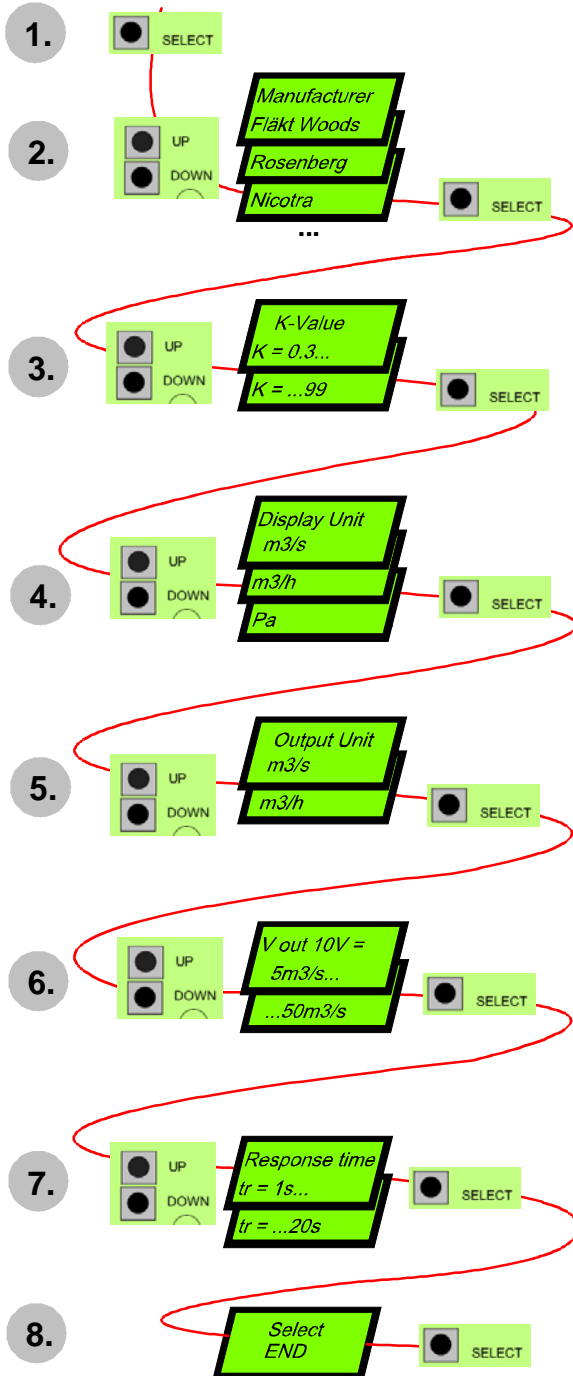 1.
SELECT
2.
UP
DOWN
Manufacturer
Fläkt Woods
Rosenberg
Nicotra
...
SELECT
3.
UP
DOWN
K-Value
K = 0.3...
K = ...99
SELECT
4.
UP
DOWN
Display Unit
m3/s
m3/h
Pa
SELECT
5.
UP
DOWN
Output Unit
m3/s
m3/h
SELECT
6.
UP
DOWN
V out 10V =
5m3/s...
...50m3/s
SELECT
7.
UP
DOWN
Response time
tr = 1s...
tr = ...20s
SELECT
8.
Select
END
SELECT